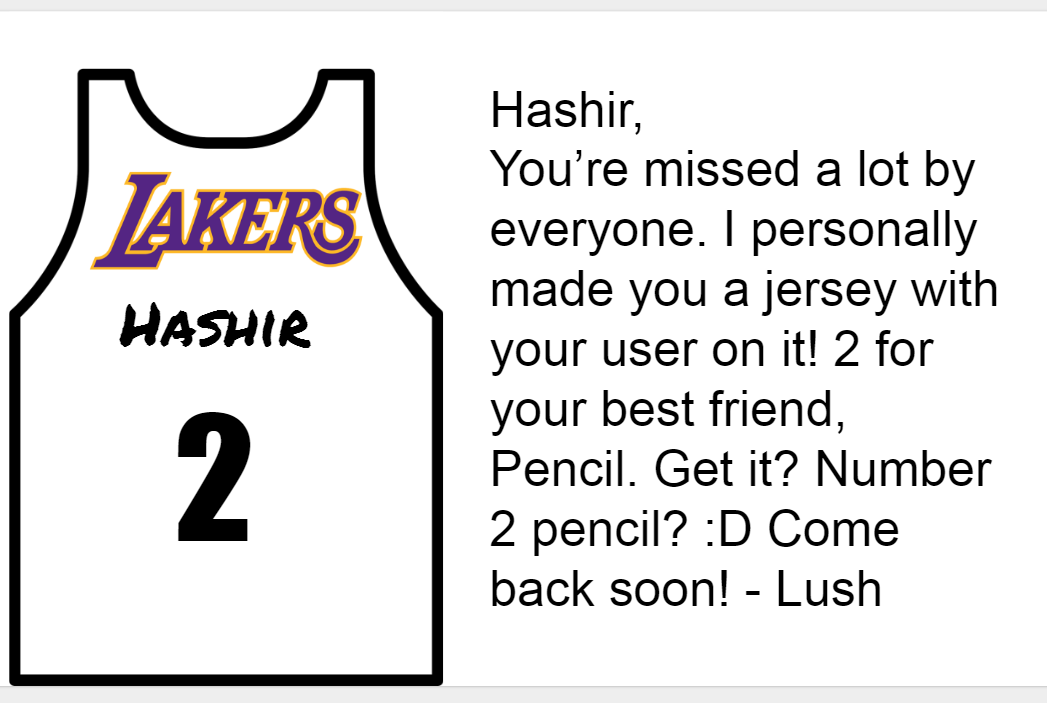 LAKERS
HASHIR
2
Hashir,
You’re missed a lot by
everyone. I personally
made you a jersey with
your user on it! 2 for
your best friend,
Pencil. Get it? Number
2 pencil? :D Come
back soon! - Lush